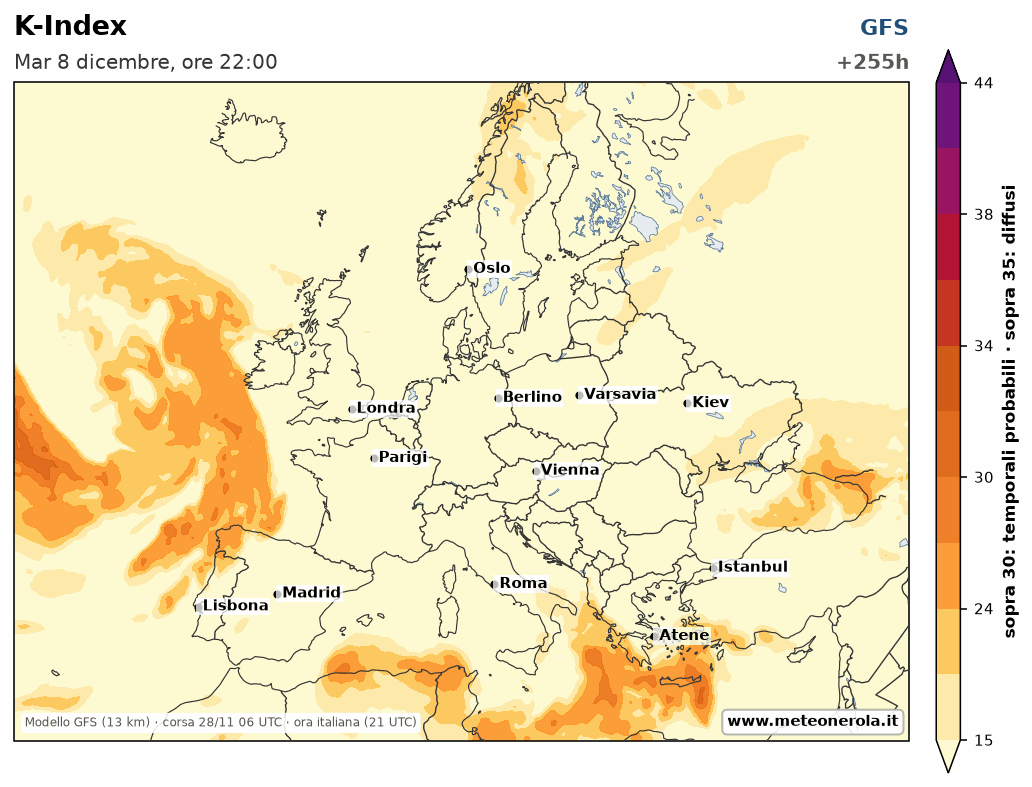 K-Index
GFS
Mar 8 dicembre, ore 22:00
+255h
44
38
34
30
24
15
sopra 30: temporali probabili · sopra 35: diffusi
Oslo
Berlino
Varsavia
Kiev
Londra
Parigi
Vienna
Istanbul
Roma
Madrid
Lisbona
Atene
Modello GFS (13 km) · corsa 28/11 06 UTC · ora italiana (21 UTC)
www.meteonerola.it